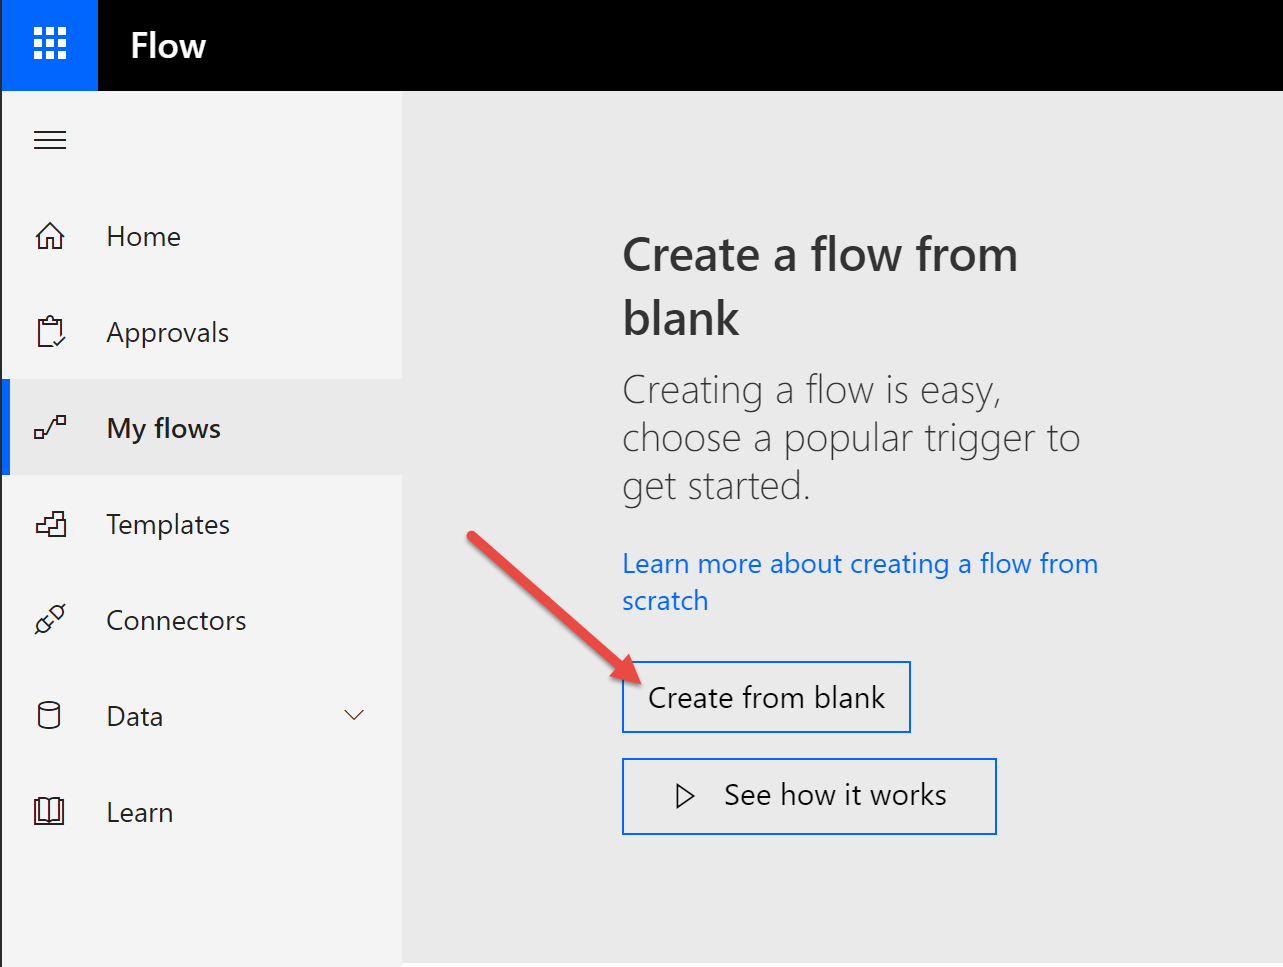 Flow
Home
Approvals
My flows
Templates
Connectors
Data
Learn
Create a flow from
blank
Creating a flow is easy,
choose a popular trigger to
get started.
Learn more about creating a flow from
scratch
Create from blank
See how it works